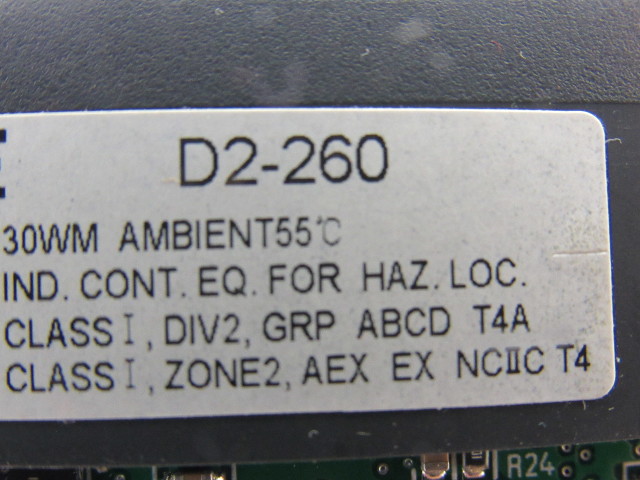 D2-260
30WM AMBIENT55°C
IND. CONT. EQ. FOR HAZ. LOC.
CLASS I, DIV2, GRP ABCD T4A
CLASS I, ZONE2, AEX EX NCⅡC T4
R24